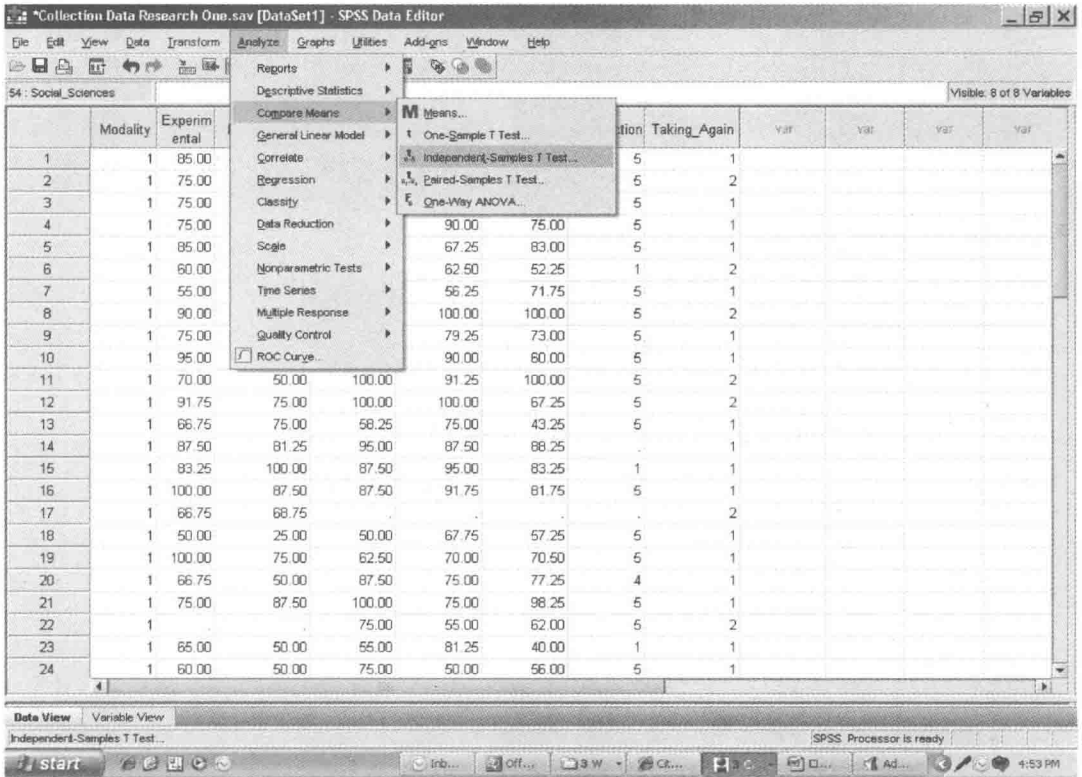 *Collection Data Research One.sav [DataSet1] - SPSS Data Editor
File Edit View Data Transform Analyze Graphs Utilities Add-ons Window Help
54 : Social_Sciences Visible: 8 of 8 Variables
Reports
Descriptive Statistics
Compare Means
General Linear Model
Correlate
Regression
Classify
Data Reduction
Scale
Nonparametric Tests
Time Series
Multiple Response
Quality Control
ROC Curve...
M Means...
t One-Sample T Test...
Independent-Samples T Test...
Paired-Samples T Test...
One-Way ANOVA...
Modality Experimental ction Taking_Again var var var var
1 1 85.00 5 1
2 1 75.00 5 2
3 1 75.00 5 1
4 1 75.00 90.00 75.00 5 1
5 1 85.00 67.25 83.00 5 1
6 1 60.00 62.50 52.25 1 2
7 1 55.00 56.25 71.75 5 1
8 1 90.00 100.00 100.00 5 2
9 1 75.00 79.25 73.00 5 1
10 1 95.00 90.00 60.00 5 1
11 1 70.00 50.00 100.00 91.25 100.00 5 2
12 1 91.75 75.00 100.00 100.00 67.25 5 2
13 1 66.75 75.00 58.25 75.00 43.25 5 1
14 1 87.50 81.25 95.00 87.50 88.25 . 1
15 1 83.25 100.00 87.50 95.00 83.25 1 1
16 1 100.00 87.50 87.50 91.75 81.75 5 1
17 1 66.75 68.75 . . . . 2
18 1 50.00 25.00 50.00 67.75 57.25 5 1
19 1 100.00 75.00 62.50 70.00 70.50 5 1
20 1 66.75 50.00 87.50 75.00 77.25 4 1
21 1 75.00 87.50 100.00 75.00 98.25 5 1
22 1 . . 75.00 55.00 62.00 5 2
23 1 65.00 50.00 55.00 81.25 40.00 1 1
24 1 60.00 50.00 75.00 50.00 56.00 5 1
Data View Variable View
Independent-Samples T Test... SPSS Processor is ready
start Inb... Off... 3 W Ad... 4:53 PM